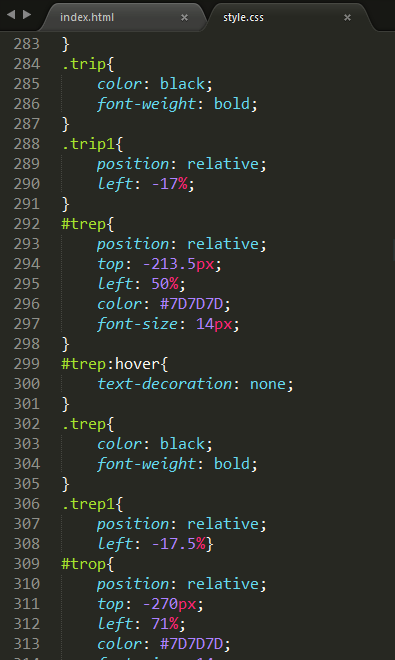 index.html × style.css ×
283 }
284 .trip{
285     color: black;
286     font-weight: bold;
287 }
288 .trip1{
289     position: relative;
290     left: -17%;
291 }
292 #trep{
293     position: relative;
294     top: -213.5px;
295     left: 50%;
296     color: #7D7D7D;
297     font-size: 14px;
298 }
299 #trep:hover{
300     text-decoration: none;
301 }
302 .trep{
303     color: black;
304     font-weight: bold;
305 }
306 .trep1{
307     position: relative;
308     left: -17.5%}
309 #trop{
310     position: relative;
311     top: -270px;
312     left: 71%;
313     color: #7D7D7D;